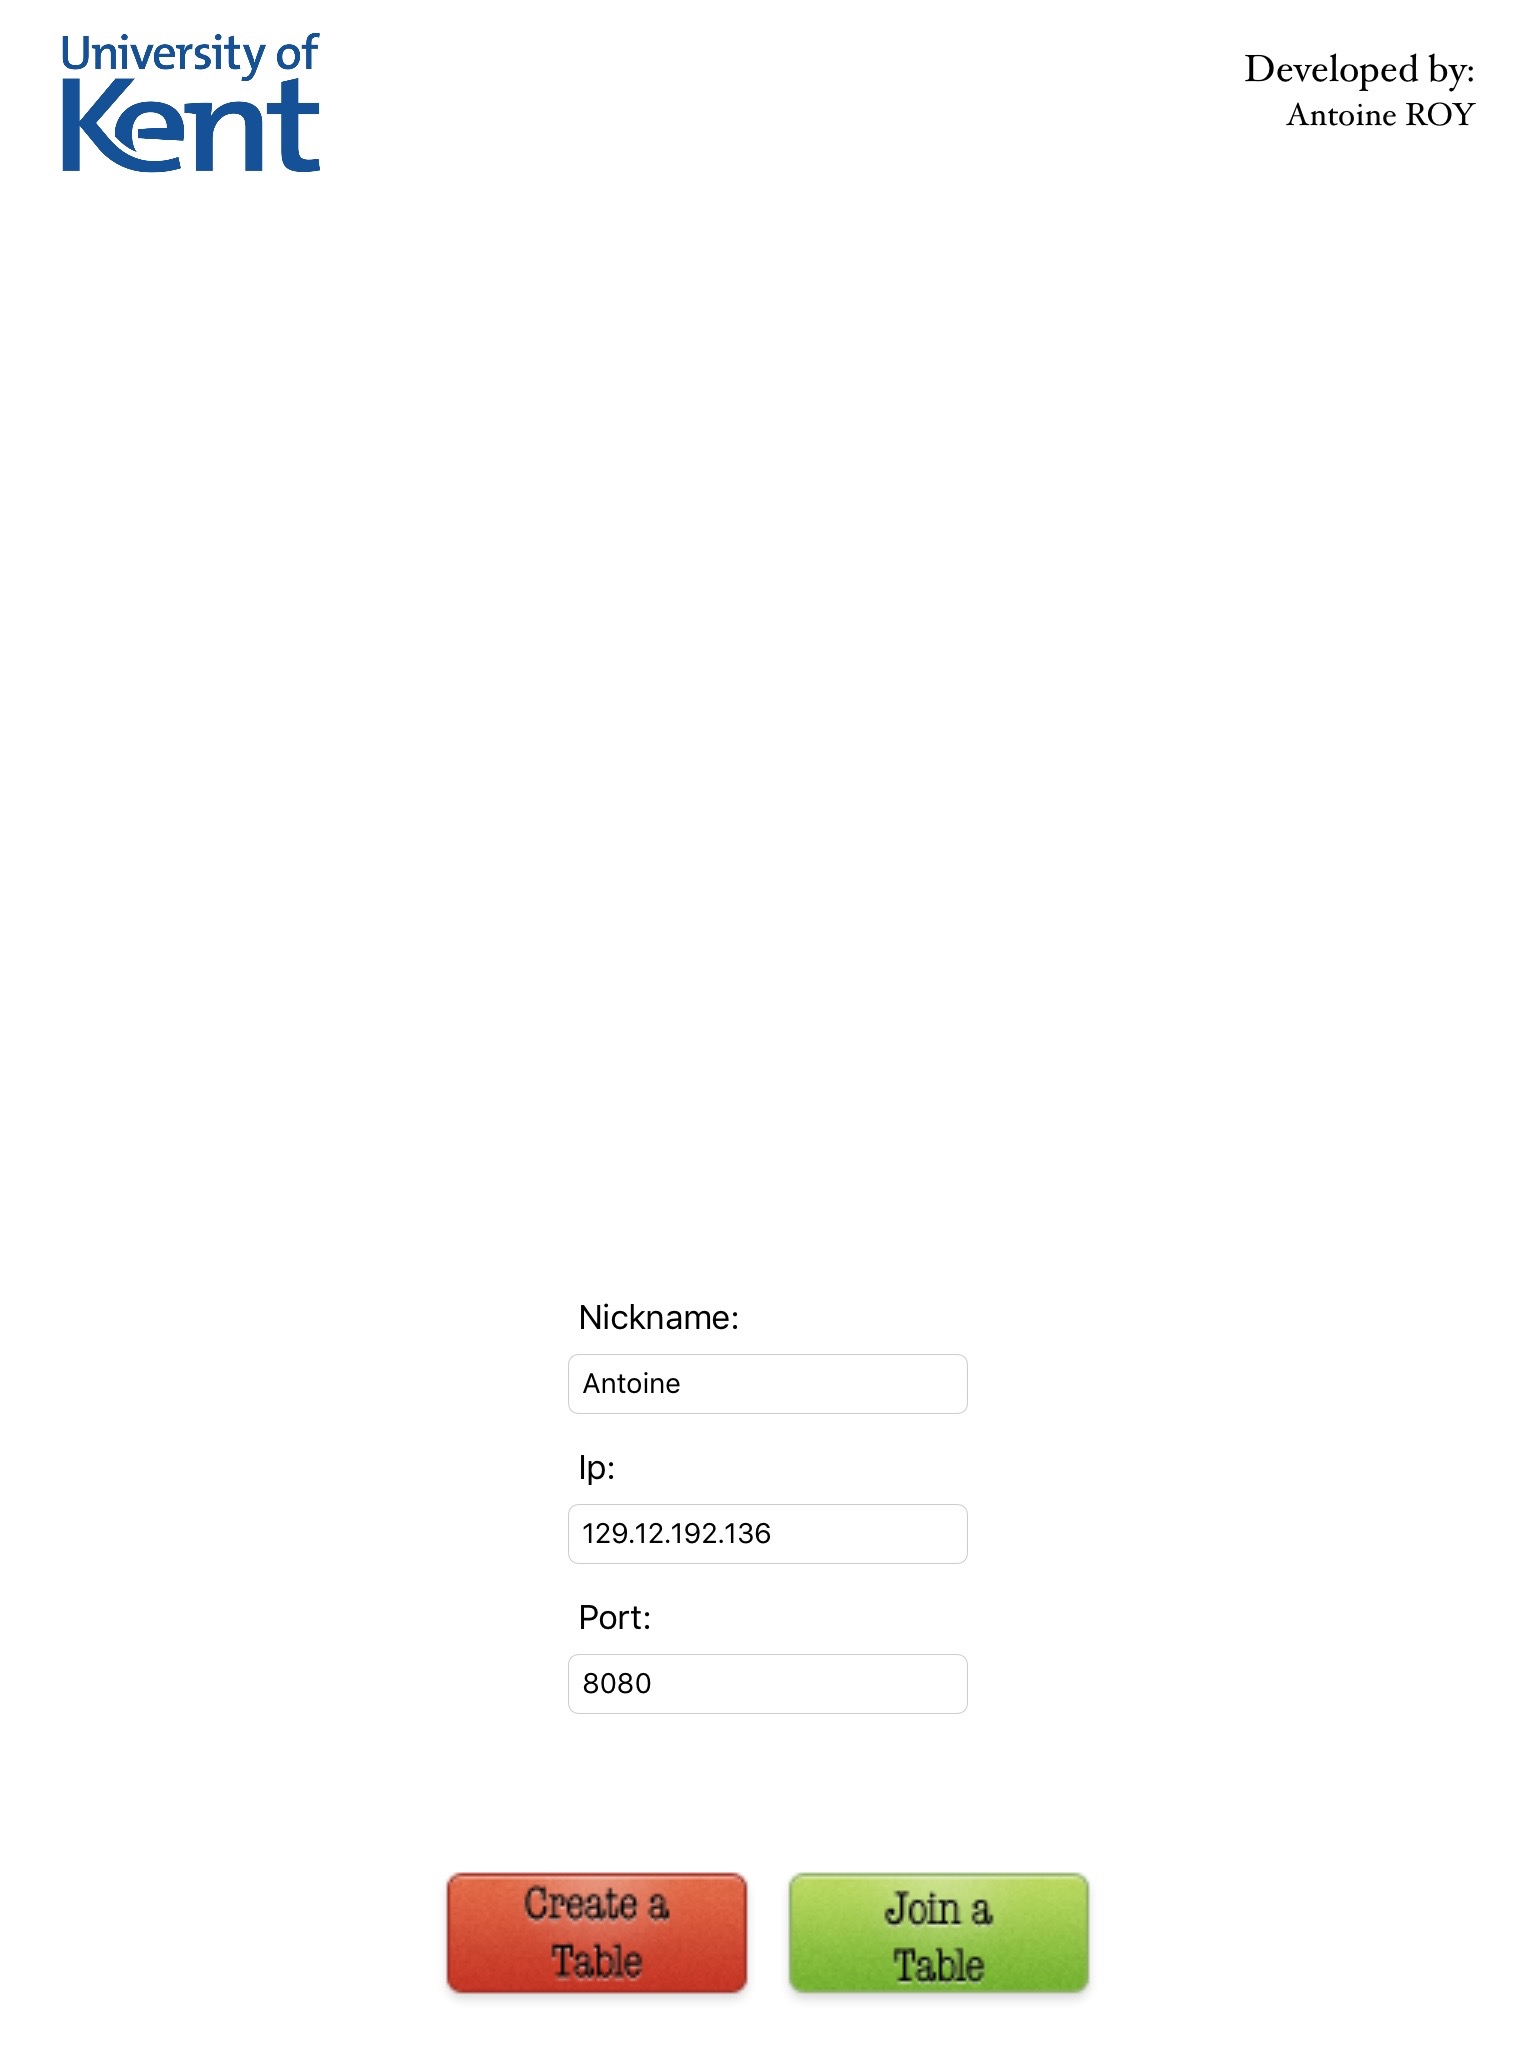 University of
Kent
Developed by:
Antoine ROY
Nickname:
Antoine
Ip:
129.12.192.136
Port:
8080
Create a
Table
Join a
Table